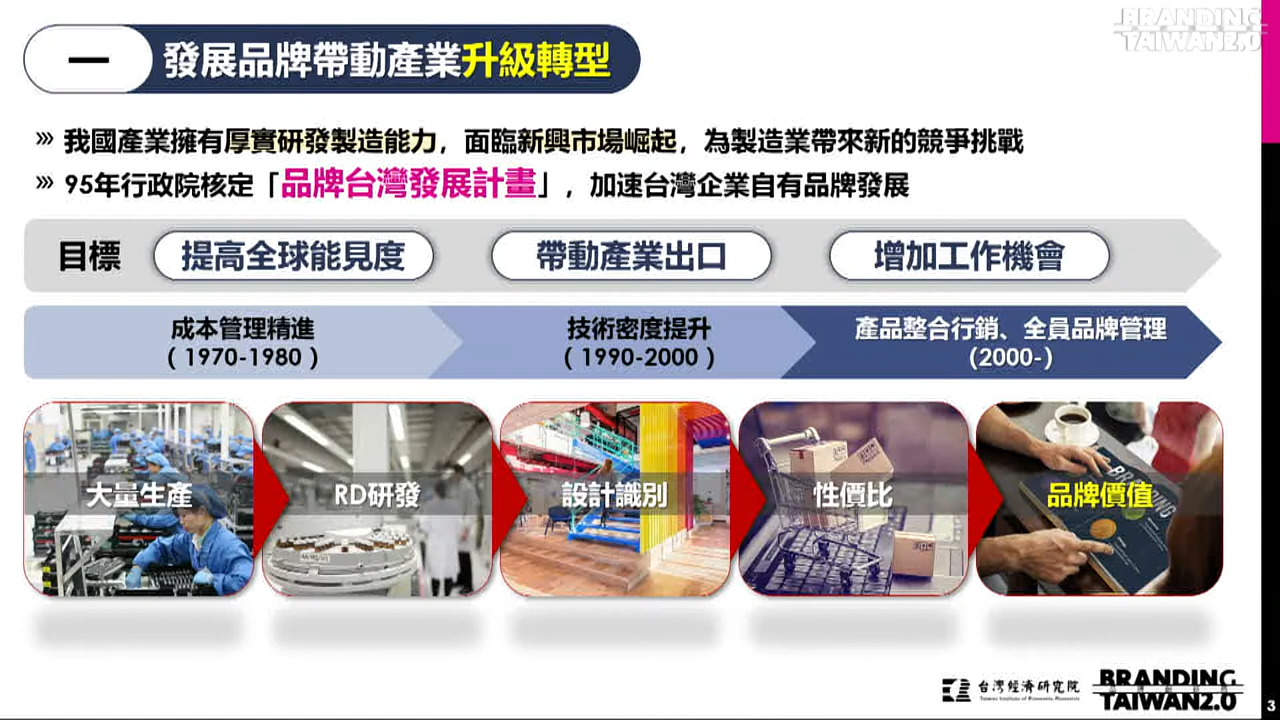 BRANDING
TAIWAN2.0
一 發展品牌帶動產業升級轉型
»» 我國產業擁有厚實研發製造能力，面臨新興市場崛起，為製造業帶來新的競爭挑戰
»» 95年行政院核定「品牌台灣發展計畫」，加速台灣企業自有品牌發展
目標 提高全球能見度 帶動產業出口 增加工作機會
成本管理精進 技術密度提升 產品整合行銷、全員品牌管理
( 1970-1980 ) ( 1990-2000 ) (2000-)
大量生產 RD研發 設計識別 性價比 品牌價值
台灣經濟研究院 BRANDING
Taiwan Institute of Economic Research TAIWAN2.0
3